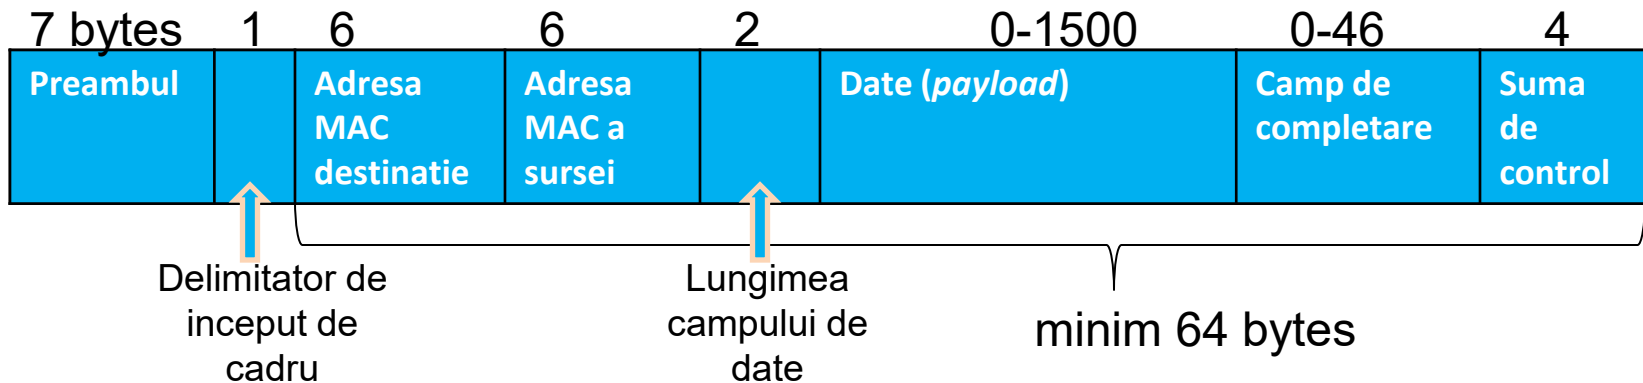 7 bytes 1 6 6 2 0-1500 0-46 4
Preambul
Adresa
MAC
destinatie
Adresa
MAC a
sursei
Date (payload)
Camp de
completare
Suma
de
control
Delimitator de
inceput de
cadru
Lungimea
campului de
date
minim 64 bytes